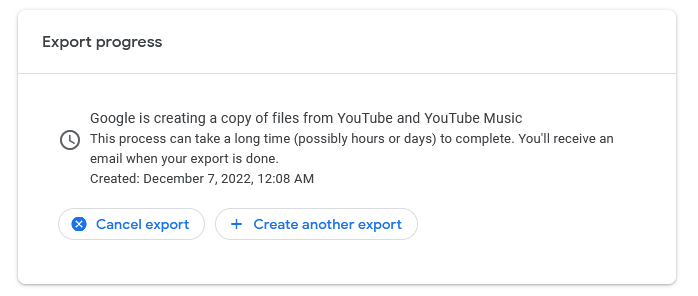 Export progress
Google is creating a copy of files from YouTube and YouTube Music
This process can take a long time (possibly hours or days) to complete. You'll receive an
email when your export is done.
Created: December 7, 2022, 12:08 AM
Cancel export
Create another export